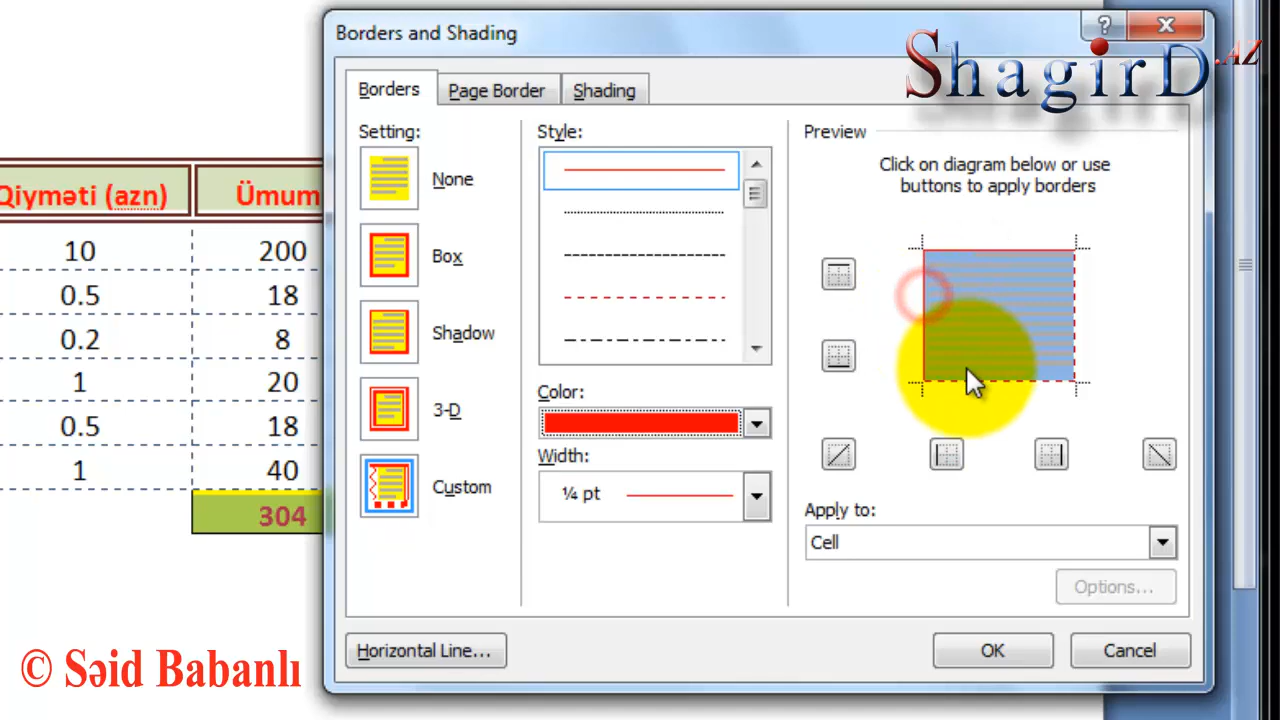 Borders and Shading
ShagirD.AZ
Borders
Page Border
Shading
Setting:
None
Box
Shadow
3-D
Custom
Style:
Color:
Width:
¼ pt
Preview
Click on diagram below or use
buttons to apply borders
Apply to:
Cell
Options...
Horizontal Line...
OK
Cancel
Qiyməti (azn)
Ümum
10
200
0.5
18
0.2
8
1
20
0.5
18
1
40
304
© Səid Babanlı